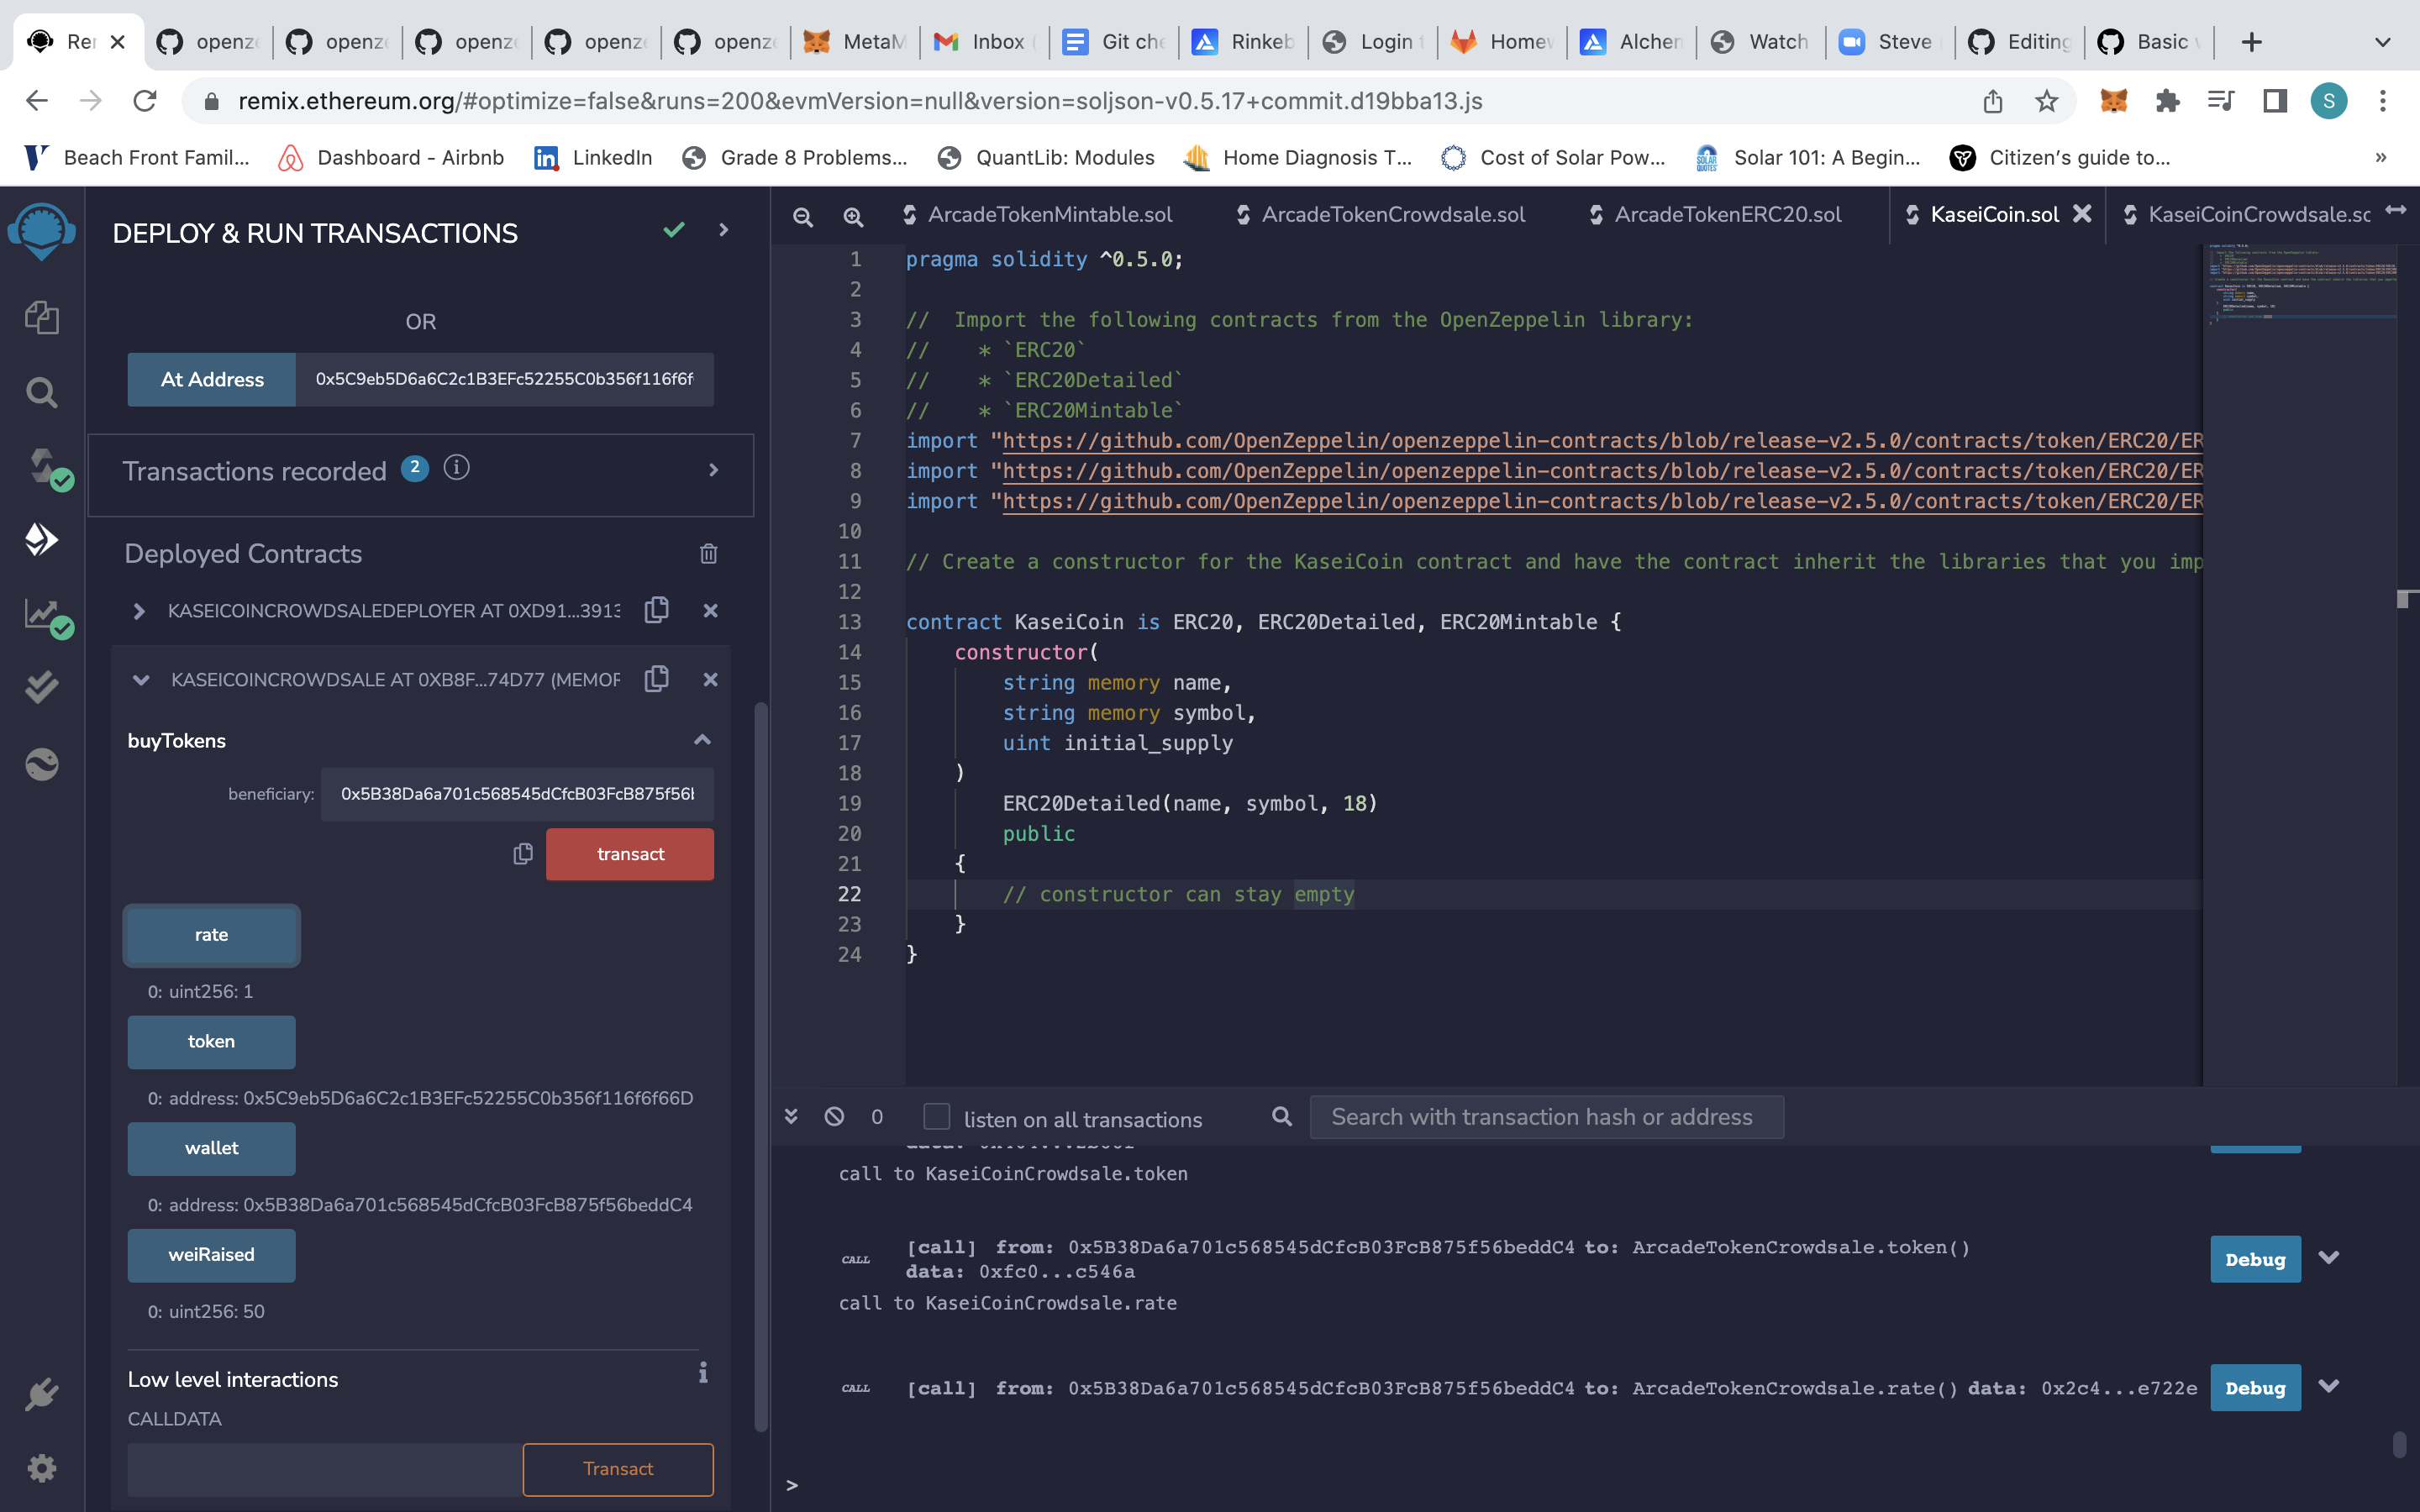 Rer
openze
openze
openze
openze
openze
MetaM
Inbox (
Git che
Rinkeb
Login t
Homew
Alchem
Watch
Steve
Editing
Basic
remix.ethereum.org/#optimize=false&runs=200&evmVersion=null&version=soljson-v0.5.17+commit.d19bba13.js
S
Beach Front Famil...
Dashboard - Airbnb
LinkedIn
Grade 8 Problems...
QuantLib: Modules
Home Diagnosis T...
Cost of Solar Pow...
Solar 101: A Begin...
Citizen's guide to...
»
DEPLOY & RUN TRANSACTIONS
OR
At Address
0x5C9eb5D6a6C2c1B3EFc52255C0b356f116f6f
Transactions recorded 2 i
Deployed Contracts
KASEICOINCROWDSALEDEPLOYER AT 0XD91...3913
KASEICOINCROWDSALE AT 0XB8F...74D77 (MEMOR
buyTokens
beneficiary: 0x5B38Da6a701c568545dCfcB03FcB875f56b
transact
rate
0: uint256: 1
token
0: address: 0x5C9eb5D6a6C2c1B3EFc52255C0b356f116f6f66D
wallet
0: address: 0x5B38Da6a701c568545dCfcB03FcB875f56beddC4
weiRaised
0: uint256: 50
Low level interactions
i
CALLDATA
Transact
ArcadeTokenMintable.sol
ArcadeTokenCrowdsale.sol
ArcadeTokenERC20.sol
KaseiCoin.sol
KaseiCoinCrowdsale.sc
1 pragma solidity ^0.5.0;
2
3 //  Import the following contracts from the OpenZeppelin library:
4 //    * `ERC20`
5 //    * `ERC20Detailed`
6 //    * `ERC20Mintable`
7 import "https://github.com/OpenZeppelin/openzeppelin-contracts/blob/release-v2.5.0/contracts/token/ERC20/ER
8 import "https://github.com/OpenZeppelin/openzeppelin-contracts/blob/release-v2.5.0/contracts/token/ERC20/ER
9 import "https://github.com/OpenZeppelin/openzeppelin-contracts/blob/release-v2.5.0/contracts/token/ERC20/ER
10
11 // Create a constructor for the KaseiCoin contract and have the contract inherit the libraries that you imp
12
13 contract KaseiCoin is ERC20, ERC20Detailed, ERC20Mintable {
14     constructor(
15         string memory name,
16         string memory symbol,
17         uint initial_supply
18     )
19         ERC20Detailed(name, symbol, 18)
20         public
21     {
22         // constructor can stay empty
23     }
24 }
0
listen on all transactions
Search with transaction hash or address
call to KaseiCoinCrowdsale.token
CALL [call] from: 0x5B38Da6a701c568545dCfcB03FcB875f56beddC4 to: ArcadeTokenCrowdsale.token()
data: 0xfc0...c546a
Debug
call to KaseiCoinCrowdsale.rate
CALL [call] from: 0x5B38Da6a701c568545dCfcB03FcB875f56beddC4 to: ArcadeTokenCrowdsale.rate() data: 0x2c4...e722e
Debug
>